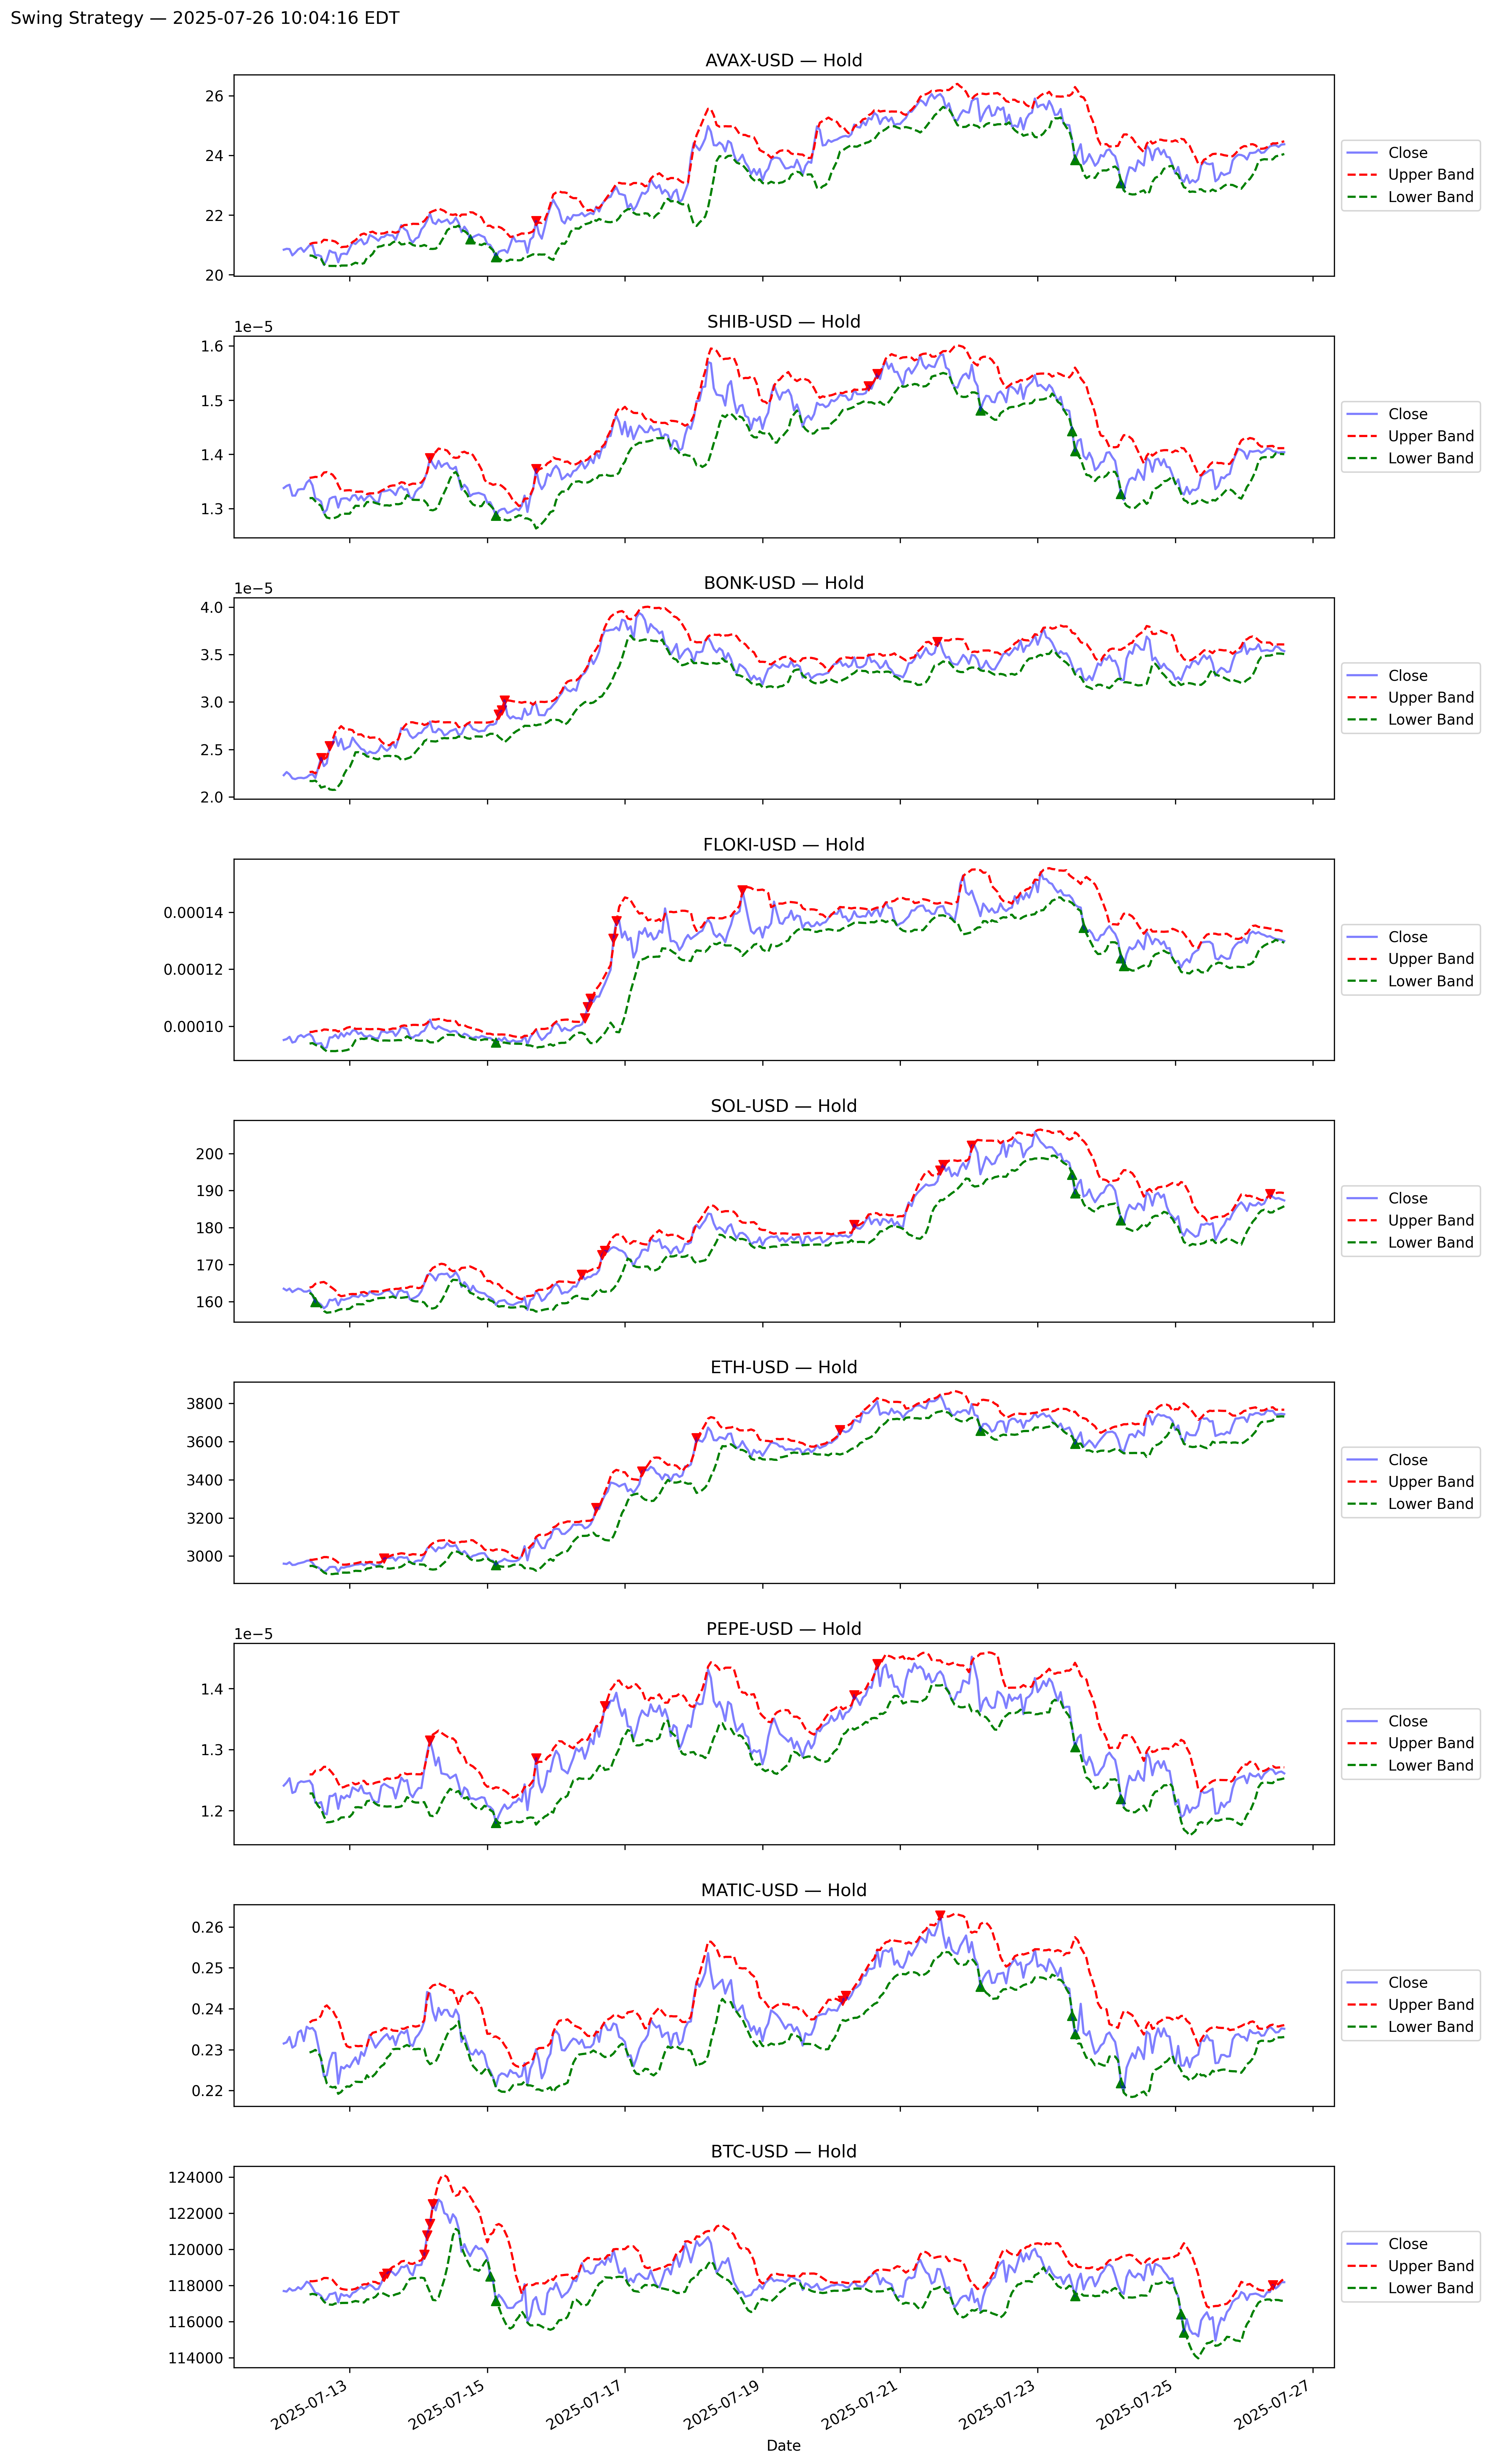 Swing Strategy — 2025-07-26 10:04:16 EDT
AVAX-USD — Hold
26
24
22
20
Close
Upper Band
Lower Band
SHIB-USD — Hold
1e−5
1.6
1.5
1.4
1.3
Close
Upper Band
Lower Band
BONK-USD — Hold
1e−5
4.0
3.5
3.0
2.5
2.0
Close
Upper Band
Lower Band
FLOKI-USD — Hold
0.00014
0.00012
0.00010
Close
Upper Band
Lower Band
SOL-USD — Hold
200
190
180
170
160
Close
Upper Band
Lower Band
ETH-USD — Hold
3800
3600
3400
3200
3000
Close
Upper Band
Lower Band
PEPE-USD — Hold
1e−5
1.4
1.3
1.2
Close
Upper Band
Lower Band
MATIC-USD — Hold
0.26
0.25
0.24
0.23
0.22
Close
Upper Band
Lower Band
BTC-USD — Hold
124000
122000
120000
118000
116000
114000
Close
Upper Band
Lower Band
2025-07-13
2025-07-15
2025-07-17
2025-07-19
2025-07-21
2025-07-23
2025-07-25
2025-07-27
Date